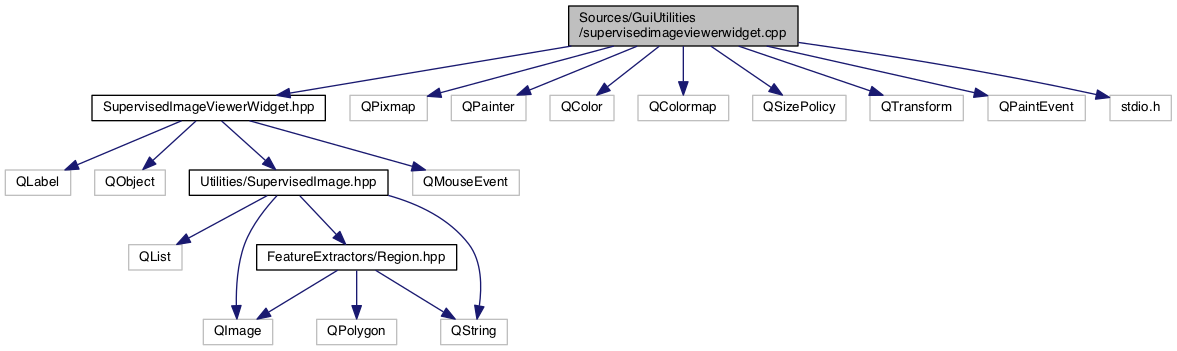 Sources/GuiUtilities
/supervisedimageviewerwidget.cpp
SupervisedImageViewerWidget.hpp
QPixmap
QPainter
QColor
QColormap
QSizePolicy
QTransform
QPaintEvent
stdio.h
QLabel
QObject
Utilities/SupervisedImage.hpp
QMouseEvent
QList
FeatureExtractors/Region.hpp
QImage
QPolygon
QString